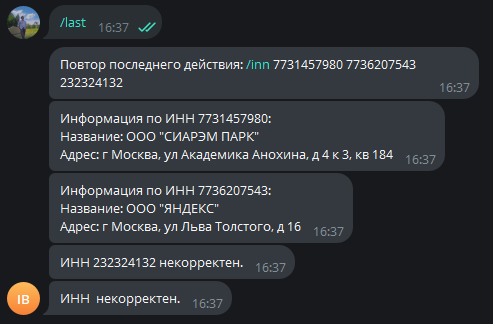 /last 16:37
Повтор последнего действия: /inn 7731457980 7736207543
232324132 16:37
Информация по ИНН 7731457980:
Название: ООО "СИАРЭМ ПАРК"
Адрес: г Москва, ул Академика Анохина, д 4 к 3, кв 184 16:37
Информация по ИНН 7736207543:
Название: ООО "ЯНДЕКС"
Адрес: г Москва, ул Льва Толстого, д 16 16:37
ИНН 232324132 некорректен. 16:37
IB ИНН  некорректен. 16:37